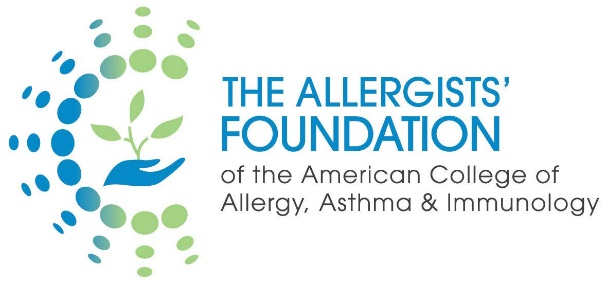 THE ALLERGISTS’
FOUNDATION
of the American College of
Allergy, Asthma & Immunology